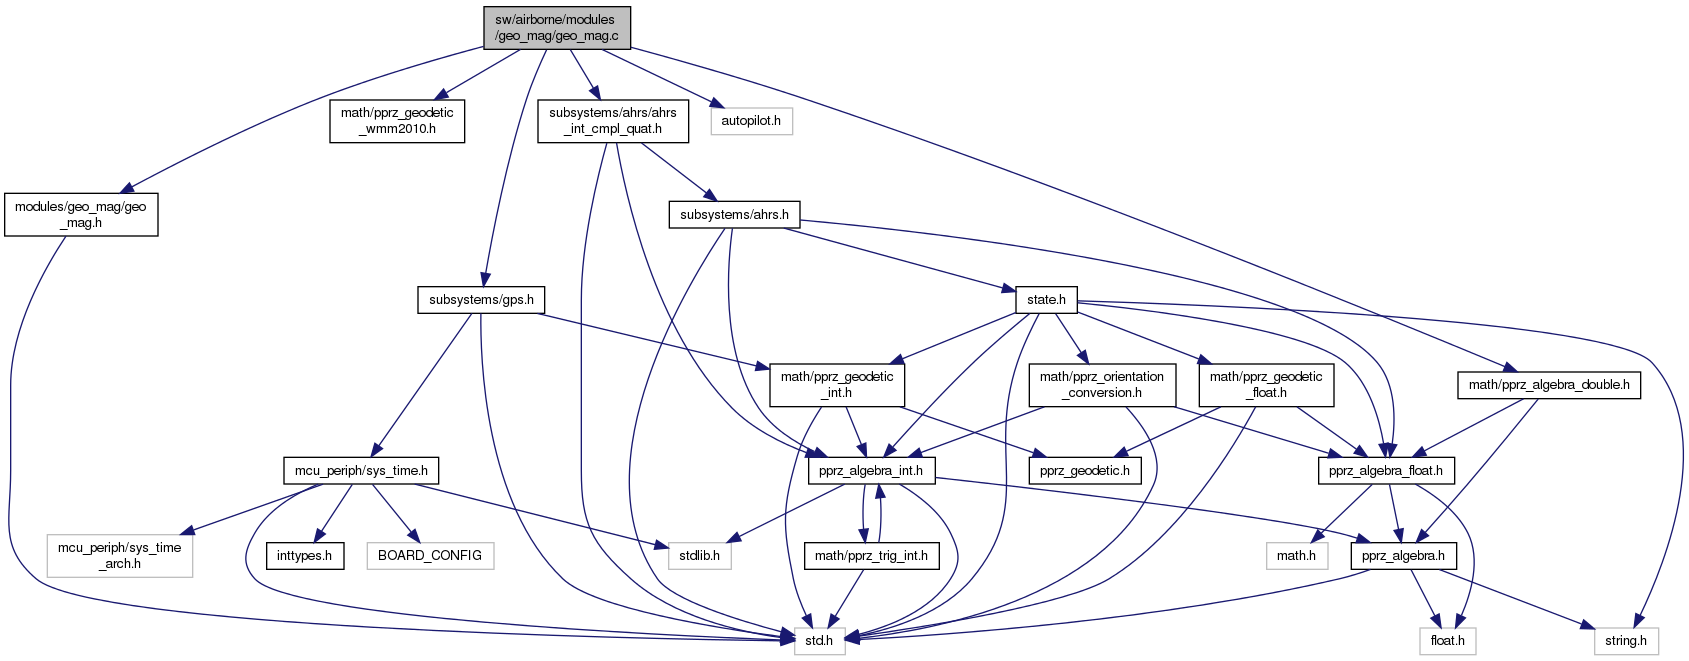 sw/airborne/modules
/geo_mag/geo_mag.c
math/pprz_geodetic
_wmm2010.h
subsystems/ahrs/ahrs
_int_cmpl_quat.h
autopilot.h
modules/geo_mag/geo
_mag.h
subsystems/ahrs.h
subsystems/gps.h
state.h
math/pprz_geodetic
_int.h
math/pprz_orientation
_conversion.h
math/pprz_geodetic
_float.h
math/pprz_algebra_double.h
mcu_periph/sys_time.h
pprz_algebra_int.h
pprz_geodetic.h
pprz_algebra_float.h
mcu_periph/sys_time
_arch.h
inttypes.h
BOARD_CONFIG
stdlib.h
math/pprz_trig_int.h
math.h
pprz_algebra.h
std.h
float.h
string.h